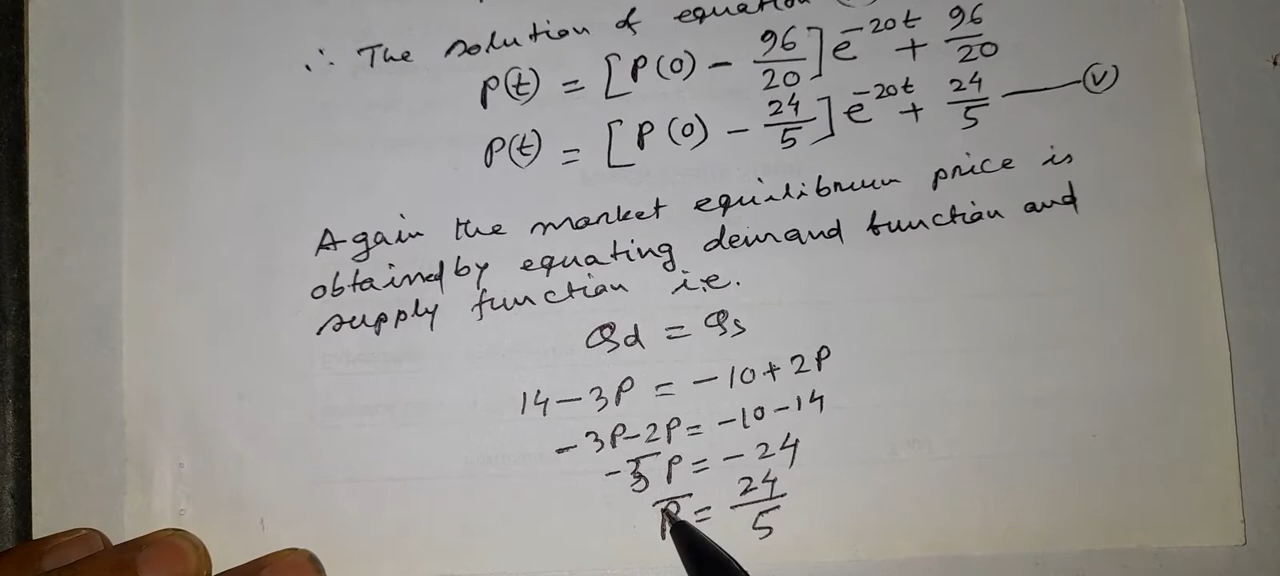 ∴ The solution of equation
P(t) = [P(0) - 96/20] e^-20t + 96/20
P(t) = [P(0) - 24/5] e^-20t + 24/5 —— (V)
Again the market equilibrium price is
obtained by equating demand function and
supply function i.e.
Qd = Qs
14-3P = -10+2P
-3P-2P = -10-14
-5P = -24
P̅ = 24/5